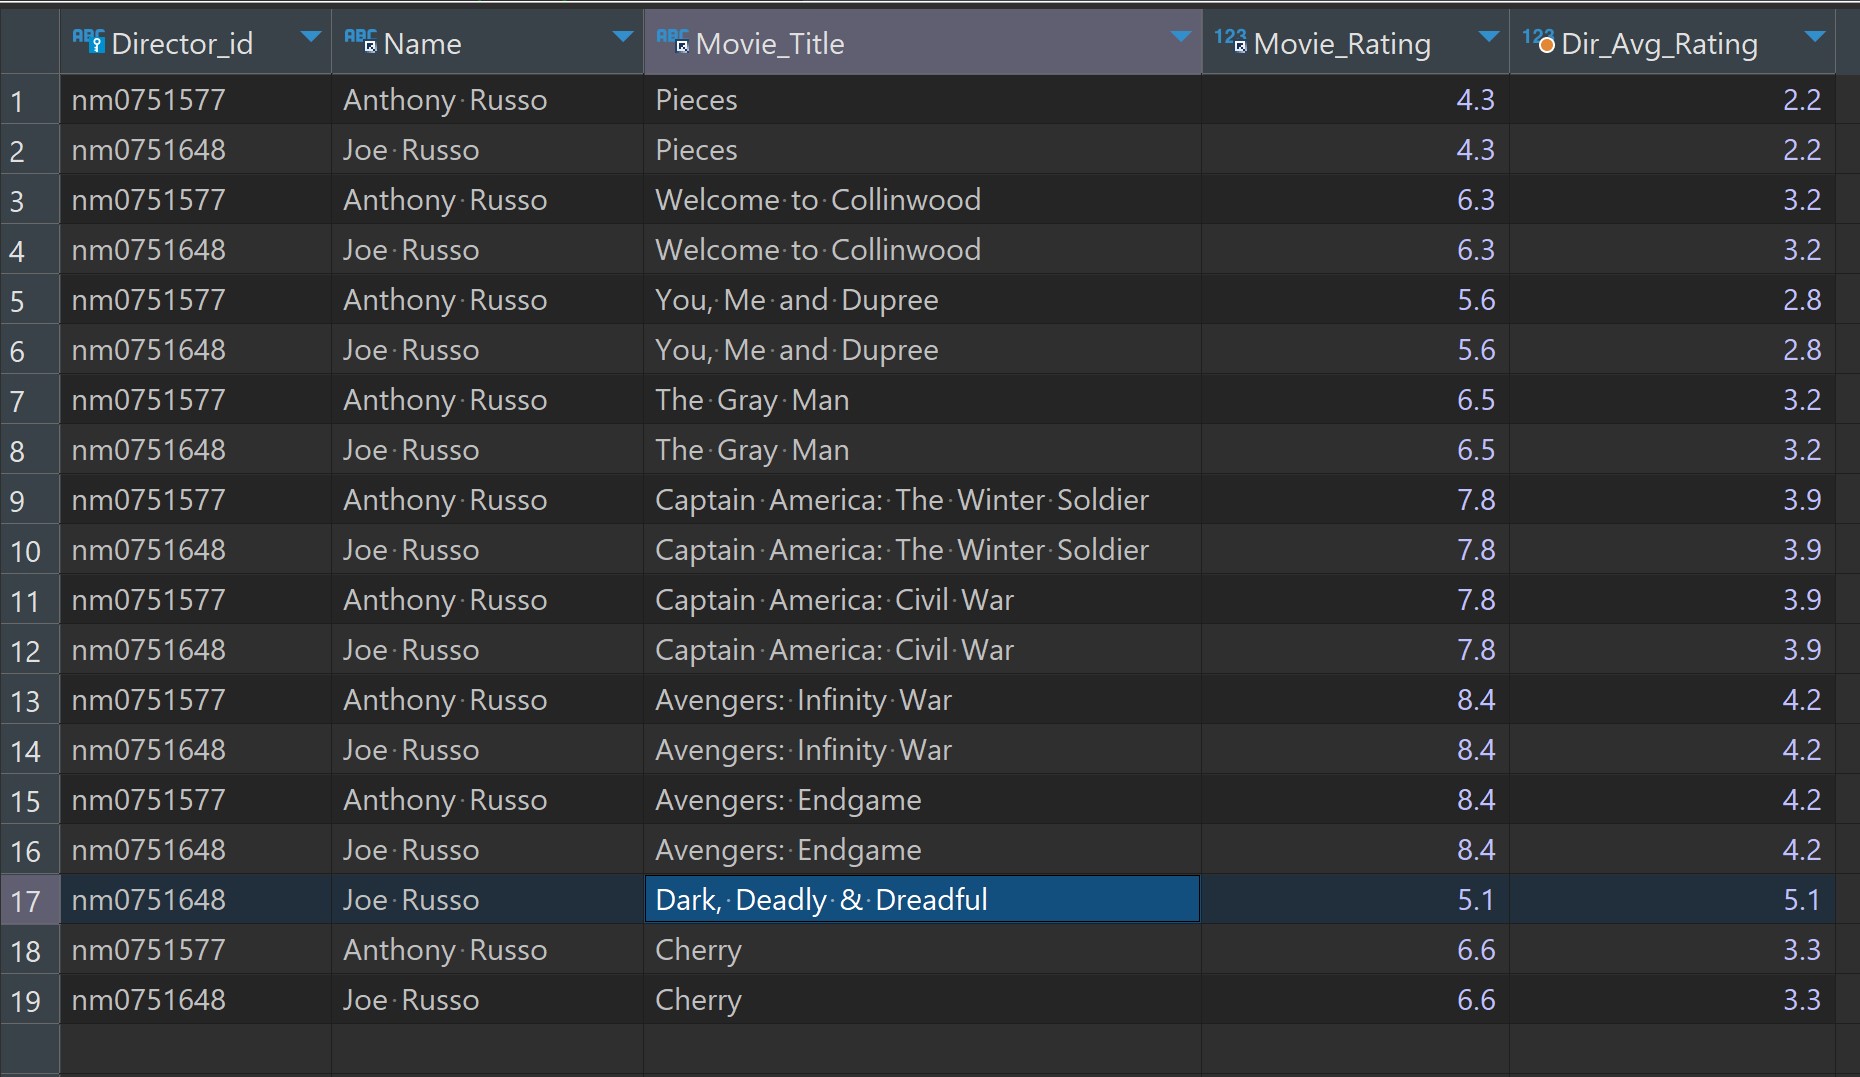 ABC Director_id ABC Name ABC Movie_Title 123 Movie_Rating 123 Dir_Avg_Rating
1 nm0751577 Anthony Russo Pieces 4.3 2.2
2 nm0751648 Joe Russo Pieces 4.3 2.2
3 nm0751577 Anthony Russo Welcome to Collinwood 6.3 3.2
4 nm0751648 Joe Russo Welcome to Collinwood 6.3 3.2
5 nm0751577 Anthony Russo You, Me and Dupree 5.6 2.8
6 nm0751648 Joe Russo You, Me and Dupree 5.6 2.8
7 nm0751577 Anthony Russo The Gray Man 6.5 3.2
8 nm0751648 Joe Russo The Gray Man 6.5 3.2
9 nm0751577 Anthony Russo Captain America: The Winter Soldier 7.8 3.9
10 nm0751648 Joe Russo Captain America: The Winter Soldier 7.8 3.9
11 nm0751577 Anthony Russo Captain America: Civil War 7.8 3.9
12 nm0751648 Joe Russo Captain America: Civil War 7.8 3.9
13 nm0751577 Anthony Russo Avengers: Infinity War 8.4 4.2
14 nm0751648 Joe Russo Avengers: Infinity War 8.4 4.2
15 nm0751577 Anthony Russo Avengers: Endgame 8.4 4.2
16 nm0751648 Joe Russo Avengers: Endgame 8.4 4.2
17 nm0751648 Joe Russo Dark, Deadly & Dreadful 5.1 5.1
18 nm0751577 Anthony Russo Cherry 6.6 3.3
19 nm0751648 Joe Russo Cherry 6.6 3.3